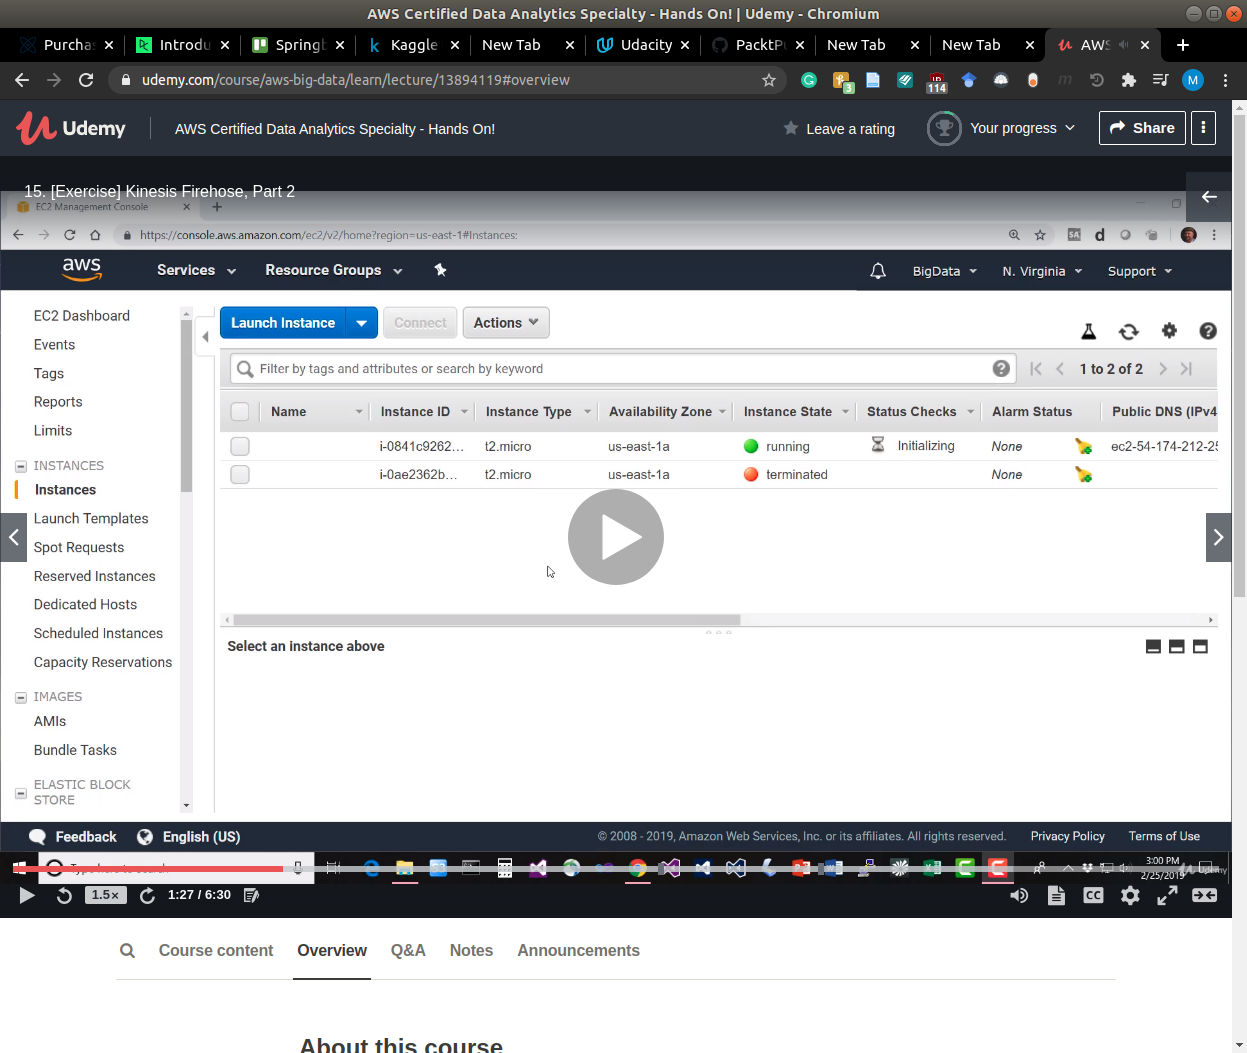 AWS Certified Data Analytics Specialty - Hands On! | Udemy - Chromium
Purchas Introdu Springb Kaggle New Tab Udacity PacktP New Tab New Tab AWS
udemy.com/course/aws-big-data/learn/lecture/13894119#overview
3 114 M
Udemy AWS Certified Data Analytics Specialty - Hands On! Leave a rating Your progress Share
15. [Exercise] Kinesis Firehose, Part 2
EC2 Management Console
https://console.aws.amazon.com/ec2/v2/home?region=us-east-1#Instances:
aws Services Resource Groups BigData N. Virginia Support
EC2 Dashboard
Events
Tags
Reports
Limits
INSTANCES
Instances
Launch Templates
Spot Requests
Reserved Instances
Dedicated Hosts
Scheduled Instances
Capacity Reservations
IMAGES
AMIs
Bundle Tasks
ELASTIC BLOCK
STORE
Launch Instance Connect Actions
Filter by tags and attributes or search by keyword 1 to 2 of 2
Name Instance ID Instance Type Availability Zone Instance State Status Checks Alarm Status Public DNS (IPv4
i-0841c9262... t2.micro us-east-1a running Initializing None ec2-54-174-212-25
i-0ae2362b... t2.micro us-east-1a terminated None
Select an instance above
Feedback English (US) © 2008 - 2019, Amazon Web Services, Inc. or its affiliates. All rights reserved. Privacy Policy Terms of Use
3:00 PM
2/25/2019
Udemy
1.5× 1:27 / 6:30 CC
Course content Overview Q&A Notes Announcements
About this course